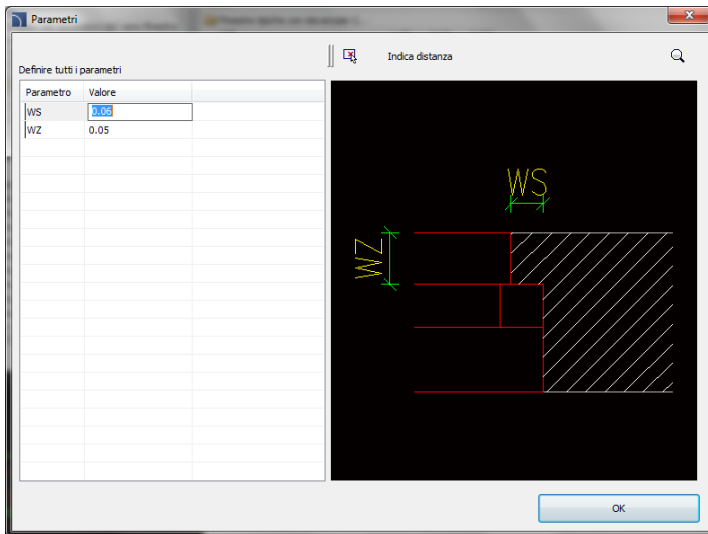 Parametri
Indica distanza
Definire tutti i parametri
Parametro Valore
WS 0.06
WZ 0.05
WS
WZ
OK